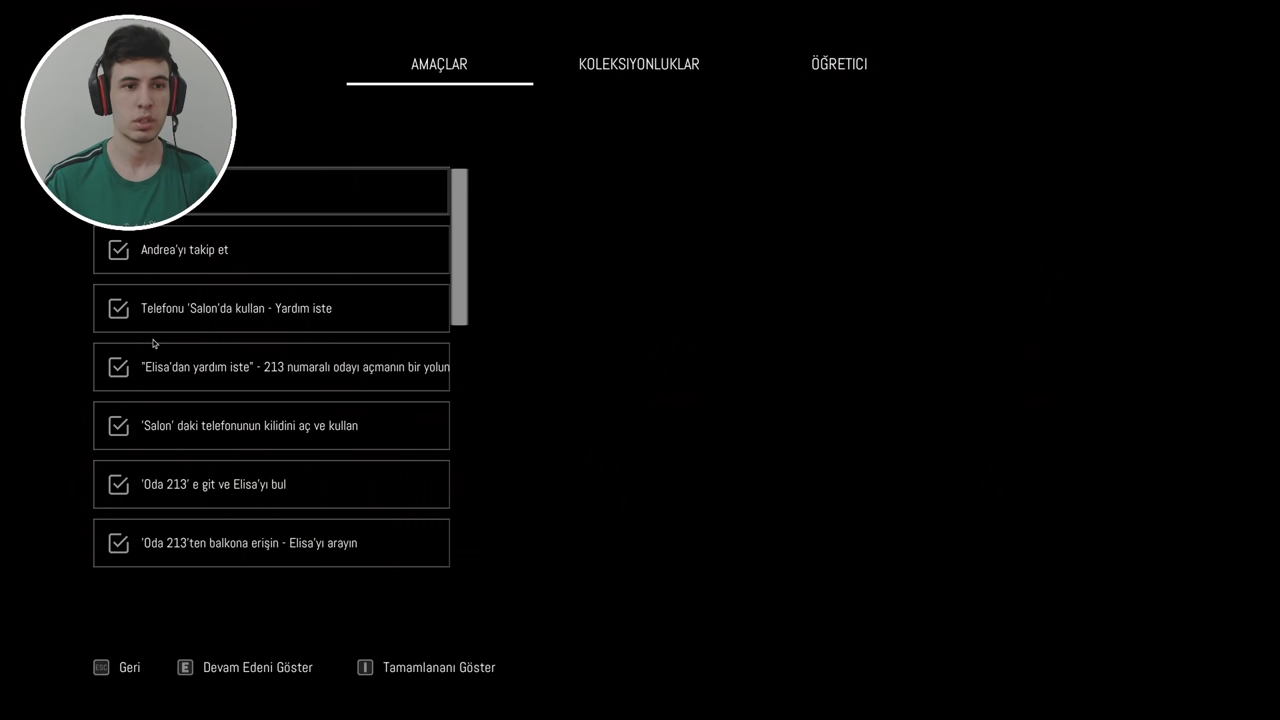 AMAÇLAR
KOLEKSIYONLUKLAR
ÖĞRETICI
Andrea'yı takip et
Telefonu 'Salon'da kullan - Yardım iste
"Elisa'dan yardım iste" - 213 numaralı odayı açmanın bir yolun
'Salon' daki telefonunun kilidini aç ve kullan
'Oda 213' e git ve Elisa'yı bul
'Oda 213'ten balkona erişin - Elisa'yı arayın
ESC Geri
E Devam Edeni Göster
I Tamamlananı Göster